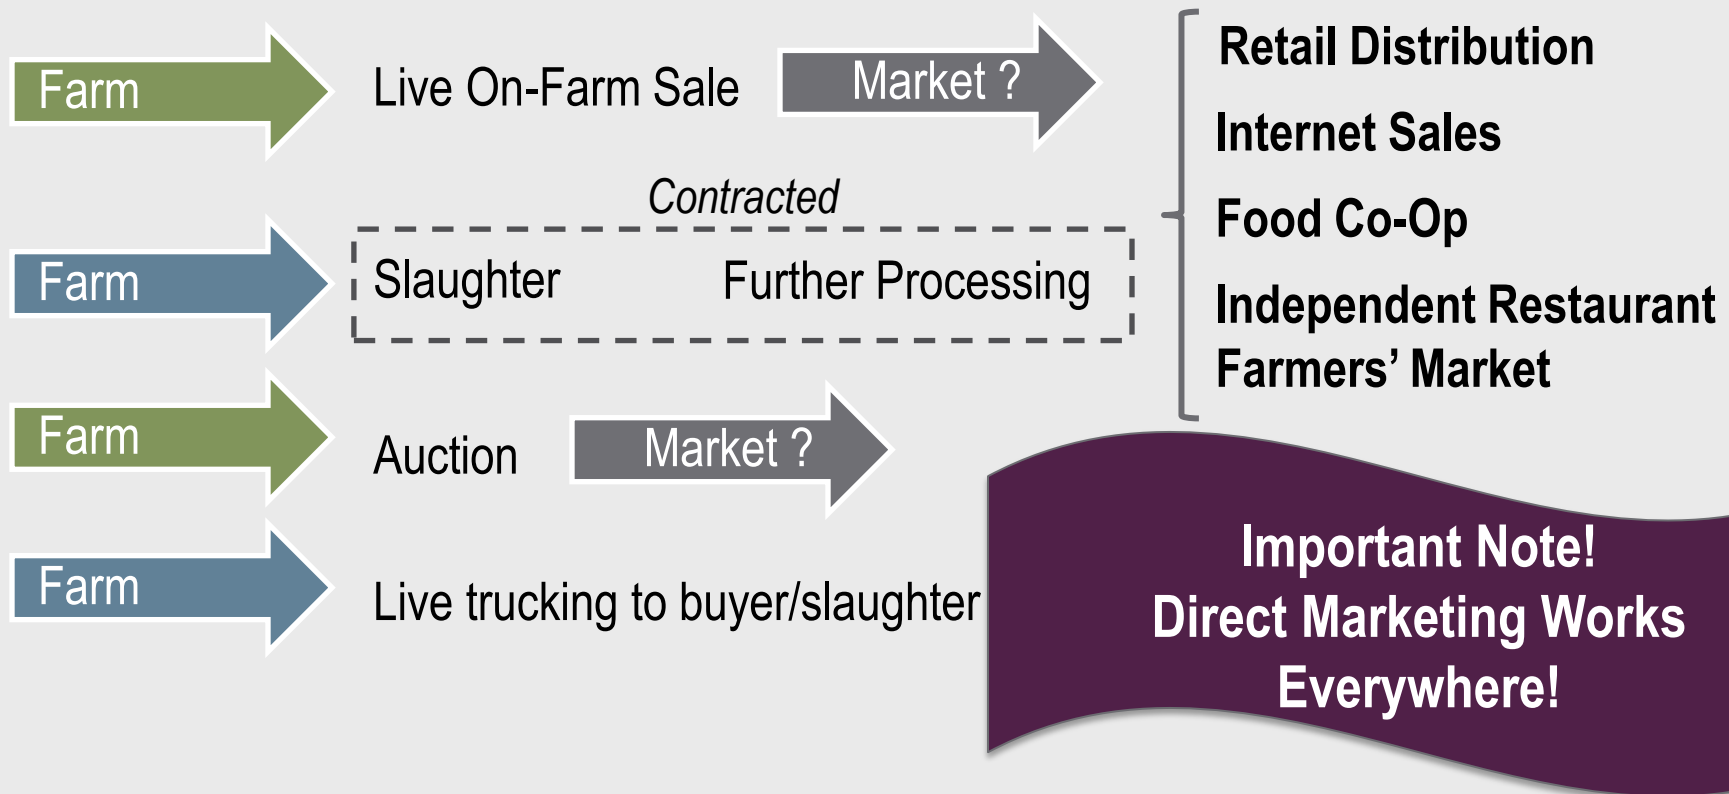 Farm
Live On-Farm Sale
Market ?
Contracted
Farm
Slaughter
Further Processing
Retail Distribution
Internet Sales
Food Co-Op
Independent Restaurant
Farmers’ Market
Farm
Auction
Market ?
Farm
Live trucking to buyer/slaughter
Important Note!
Direct Marketing Works
Everywhere!